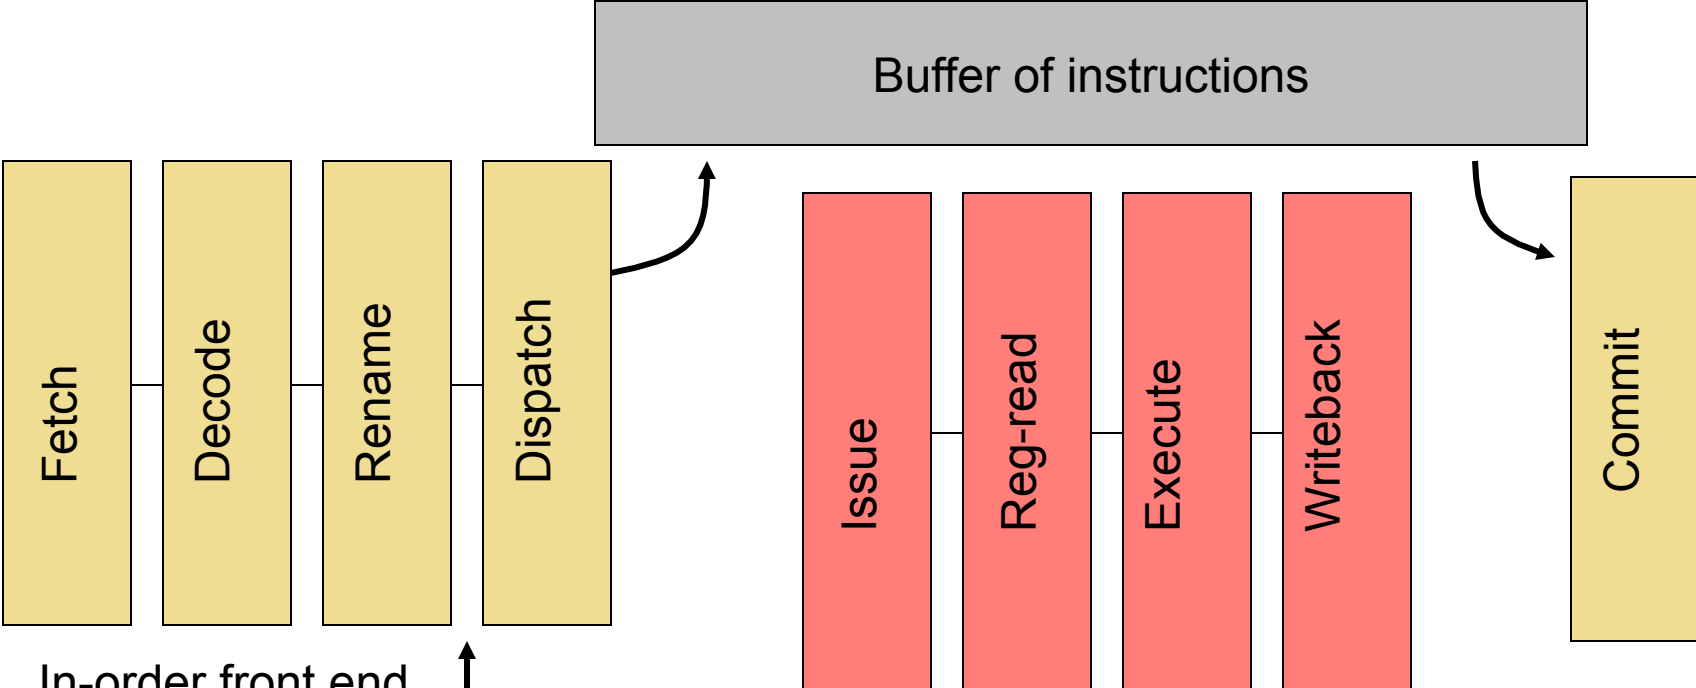 Buffer of instructions
Fetch
Decode
Rename
Dispatch
Issue
Reg-read
Execute
Writeback
Commit
In-order front end